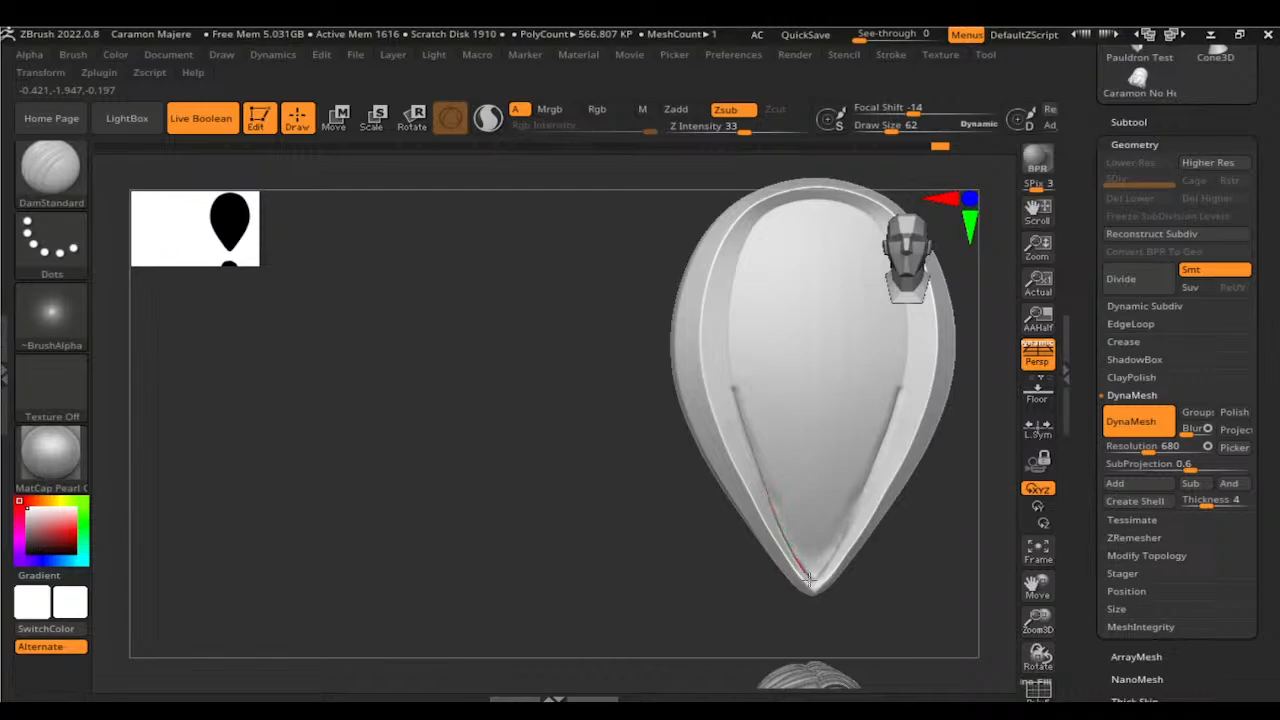 ZBrush 2022.0.8 Caramon Majere • Free Mem 5.031GB • Active Mem 1616 • Scratch Disk 1910 • PolyCount► 566.807 KP • MeshCount► 1 AC QuickSave See-through 0 Menus DefaultZScript
Alpha Brush Color Document Draw Dynamics Edit File Layer Light Macro Marker Material Movie Picker Preferences Render Stencil Stroke Texture Tool
Transform Zplugin Zscript Help
-0.421,-1.947,-0.197
Home Page LightBox Live Boolean Edit Draw Move Scale Rotate
A Mrgb Rgb M Zadd Zsub Zcut
Rgb Intensity Z Intensity 33
Focal Shift -14
Draw Size 62 Dynamic
S
D
M
S
R
DamStandard
Dots
~BrushAlpha
Texture Off
Gradient
SwitchColor
Alternate
BPR
SPix 3
Scroll
Zoom
Actual
AAHalf
Dynamic
Persp
Floor
L.Sym
XYZ
Y
Z
Frame
Move
Zoom3D
Rotate
Pauldron Test Cone3D
Subtool
Geometry
Lower Res Higher Res
SDiv Cage Rstr
Del Lower Del Higher
Freeze SubDivision Levels
Reconstruct Subdiv
Convert BPR To Geo
Divide Smt
Suv ReUV
Dynamic Subdiv
EdgeLoop
Crease
ShadowBox
ClayPolish
DynaMesh
DynaMesh Polish
Blur
Resolution 680 Picker
SubProjection 0.6
Add Sub And
Create Shell Thickness 4
Tessimate
ZRemesher
Modify Topology
Stager
Position
Size
MeshIntegrity
ArrayMesh
NanoMesh